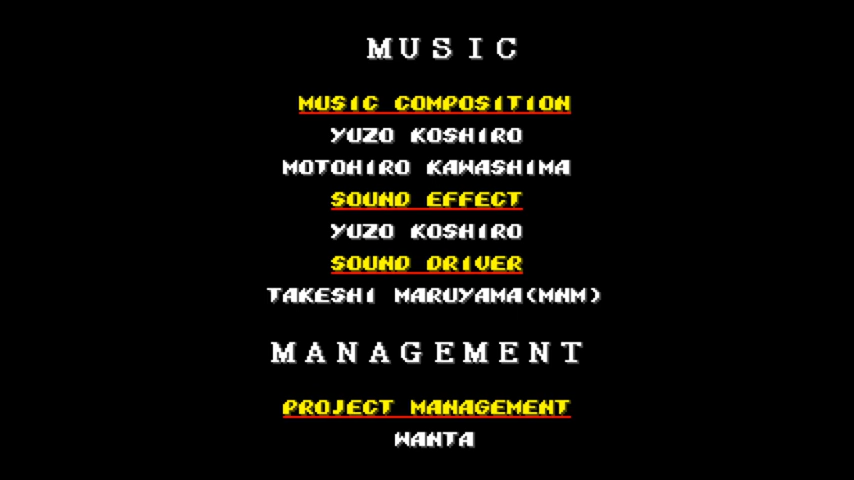 MUSIC
MUSIC COMPOSITION
YUZO KOSHIRO
MOTOHIRO KAWASHIMA
SOUND EFFECT
YUZO KOSHIRO
SOUND DRIVER
TAKESHI MARUYAMA(MNM)
MANAGEMENT
PROJECT MANAGEMENT
WANTA